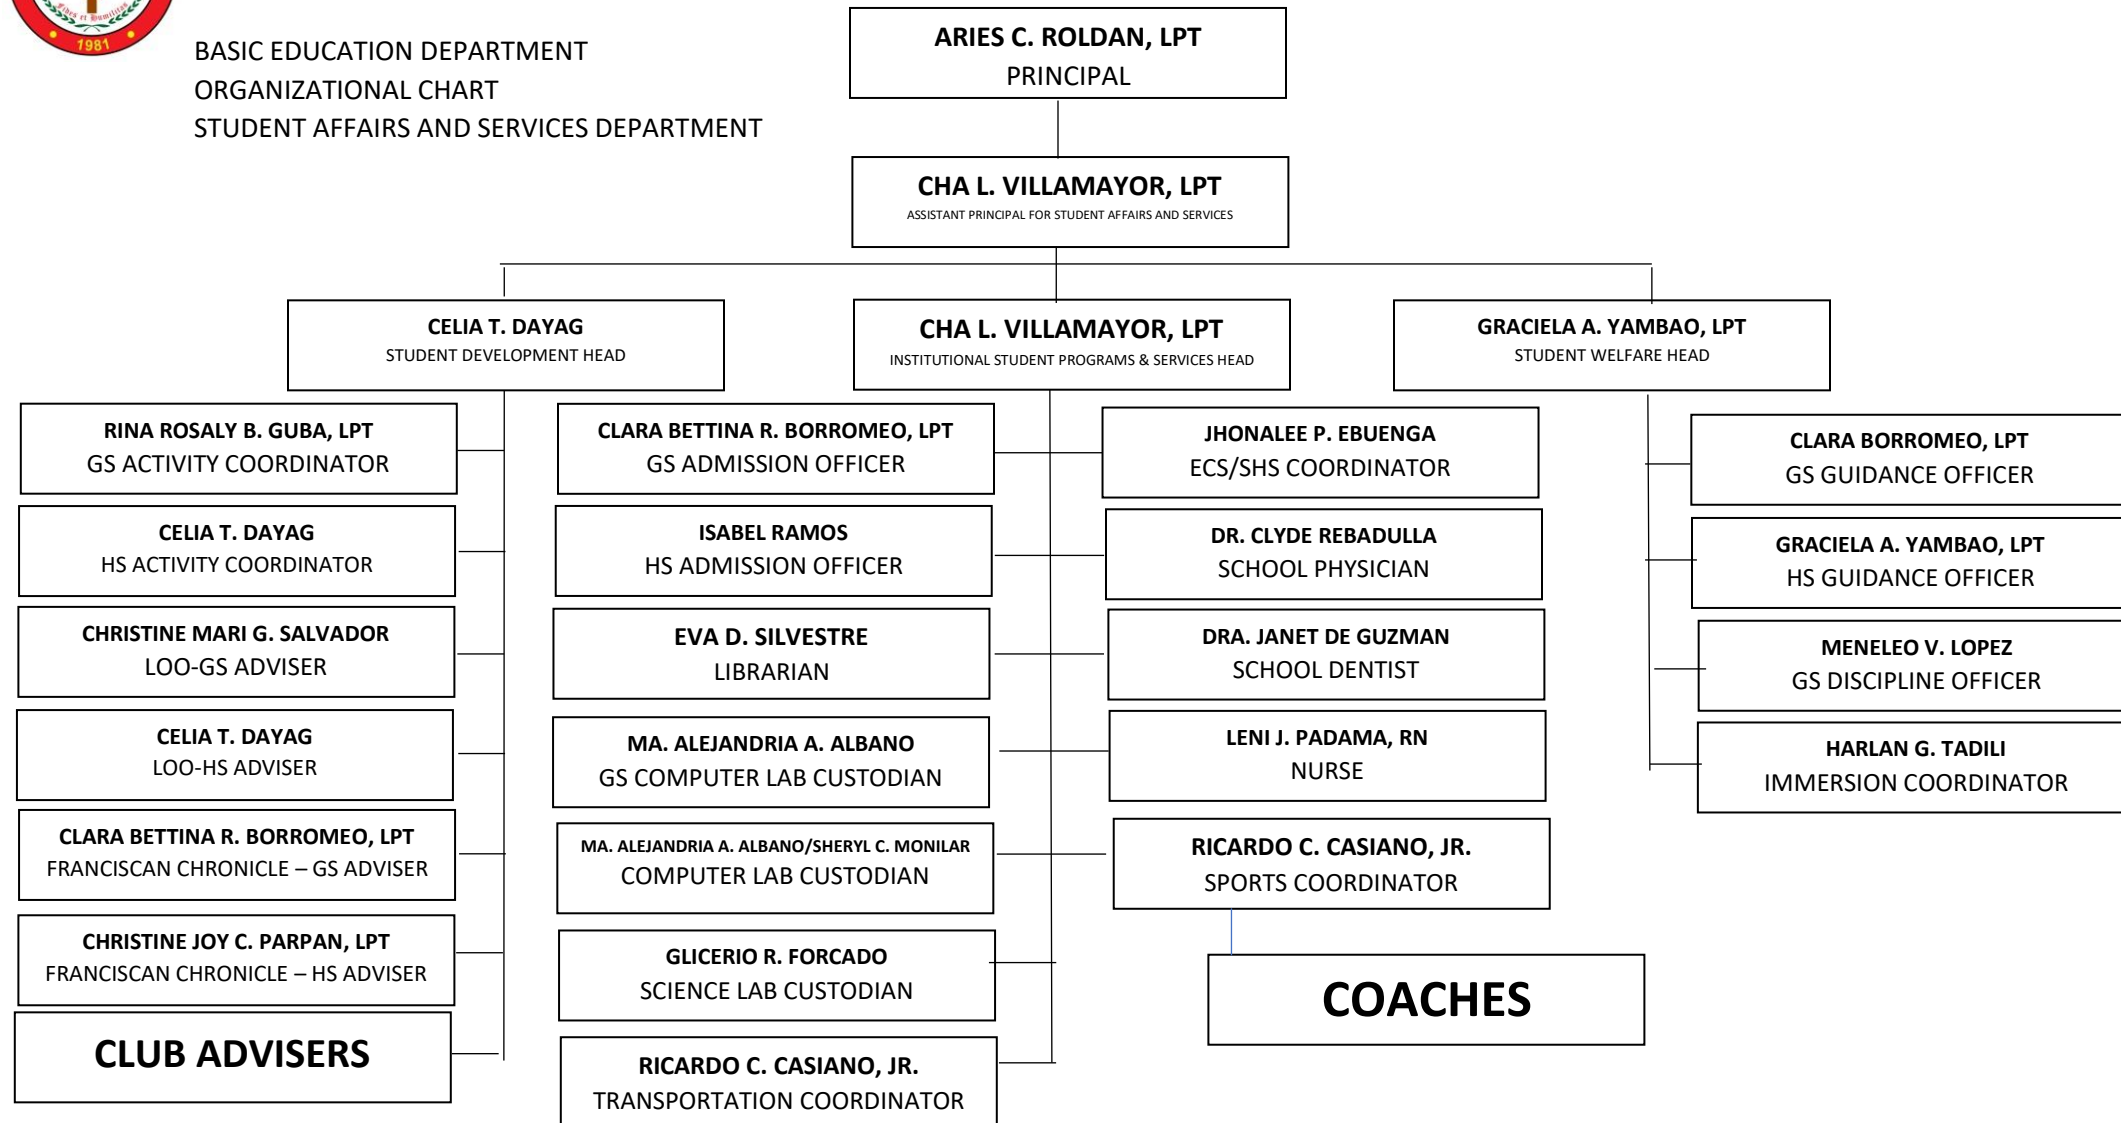 Fides et Humilitas
1981
BASIC EDUCATION DEPARTMENT
ORGANIZATIONAL CHART
STUDENT AFFAIRS AND SERVICES DEPARTMENT
ARIES C. ROLDAN, LPT
PRINCIPAL
CHA L. VILLAMAYOR, LPT
ASSISTANT PRINCIPAL FOR STUDENT AFFAIRS AND SERVICES
CELIA T. DAYAG
STUDENT DEVELOPMENT HEAD
CHA L. VILLAMAYOR, LPT
INSTITUTIONAL STUDENT PROGRAMS & SERVICES HEAD
GRACIELA A. YAMBAO, LPT
STUDENT WELFARE HEAD
RINA ROSALY B. GUBA, LPT
GS ACTIVITY COORDINATOR
CELIA T. DAYAG
HS ACTIVITY COORDINATOR
CHRISTINE MARI G. SALVADOR
LOO-GS ADVISER
CELIA T. DAYAG
LOO-HS ADVISER
CLARA BETTINA R. BORROMEO, LPT
FRANCISCAN CHRONICLE – GS ADVISER
CHRISTINE JOY C. PARPAN, LPT
FRANCISCAN CHRONICLE – HS ADVISER
CLUB ADVISERS
CLARA BETTINA R. BORROMEO, LPT
GS ADMISSION OFFICER
ISABEL RAMOS
HS ADMISSION OFFICER
EVA D. SILVESTRE
LIBRARIAN
MA. ALEJANDRIA A. ALBANO
GS COMPUTER LAB CUSTODIAN
MA. ALEJANDRIA A. ALBANO/SHERYL C. MONILAR
COMPUTER LAB CUSTODIAN
GLICERIO R. FORCADO
SCIENCE LAB CUSTODIAN
RICARDO C. CASIANO, JR.
TRANSPORTATION COORDINATOR
JHONALEE P. EBUENGA
ECS/SHS COORDINATOR
DR. CLYDE REBADULLA
SCHOOL PHYSICIAN
DRA. JANET DE GUZMAN
SCHOOL DENTIST
LENI J. PADAMA, RN
NURSE
RICARDO C. CASIANO, JR.
SPORTS COORDINATOR
COACHES
CLARA BORROMEO, LPT
GS GUIDANCE OFFICER
GRACIELA A. YAMBAO, LPT
HS GUIDANCE OFFICER
MENELEO V. LOPEZ
GS DISCIPLINE OFFICER
HARLAN G. TADILI
IMMERSION COORDINATOR